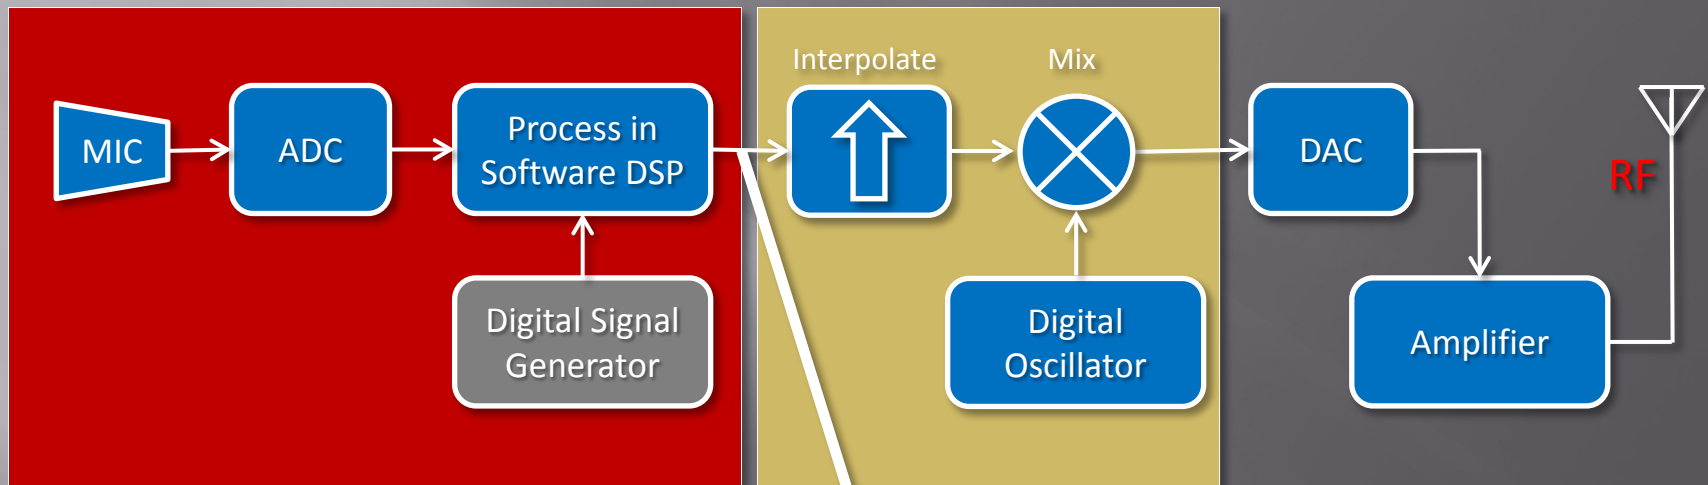 Interpolate
Mix
MIC
ADC
Process in
Software DSP
DAC
RF
Digital Signal
Generator
Digital
Oscillator
Amplifier